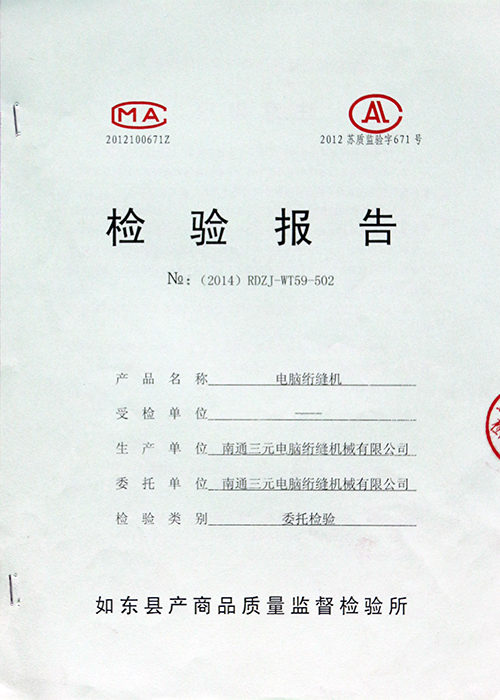 MA
2012100671Z
AL
2012 苏质监验字671 号
检验报告
№：（2014）RDZJ-WT59-502
产品名称 电脑绗缝机
受检单位 ——
生产单位 南通三元电脑绗缝机械有限公司
委托单位 南通三元电脑绗缝机械有限公司
检验类别 委托检验
如东县产商品质量监督检验所